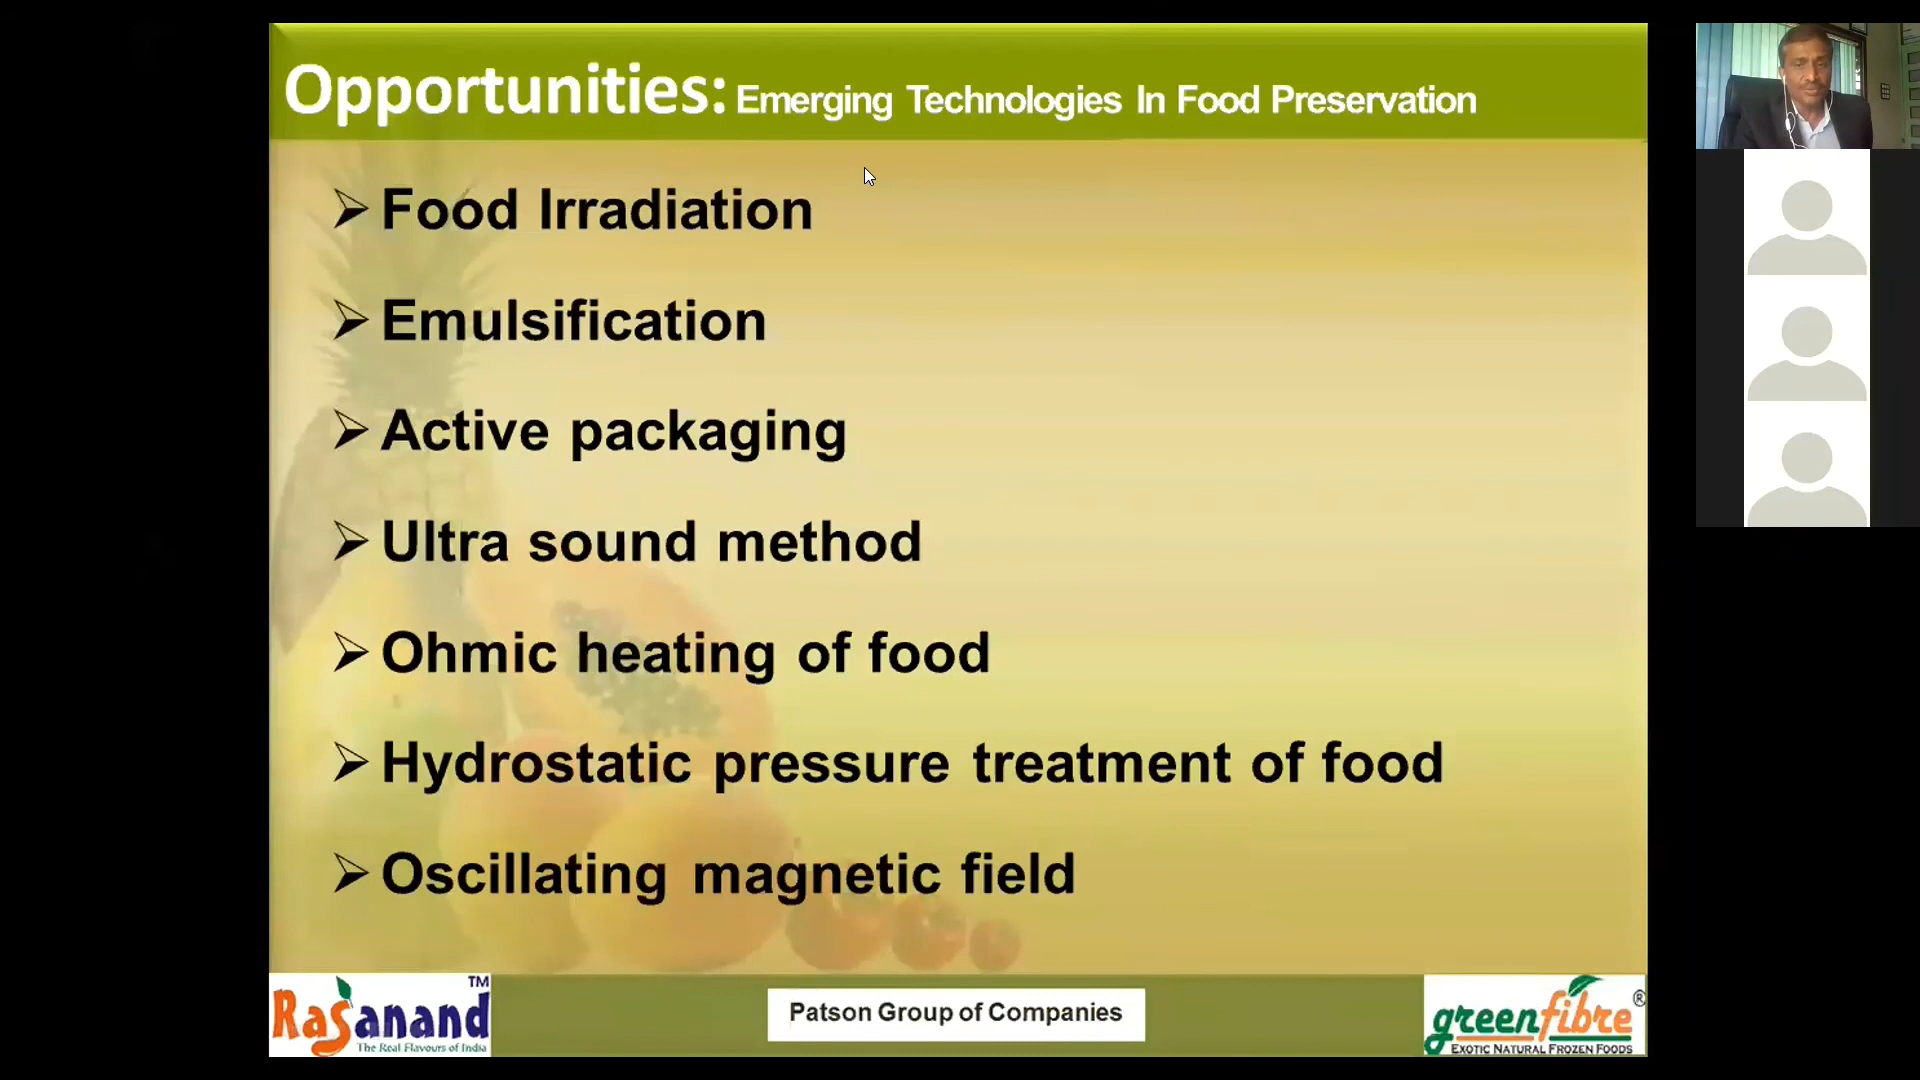 Opportunities: Emerging Technologies In Food Preservation
Food Irradiation
Emulsification
Active packaging
Ultra sound method
Ohmic heating of food
Hydrostatic pressure treatment of food
Oscillating magnetic field
Rasanand TM
The Real Flavours of India
Patson Group of Companies
greenfibre ®
EXOTIC NATURAL FROZEN FOODS